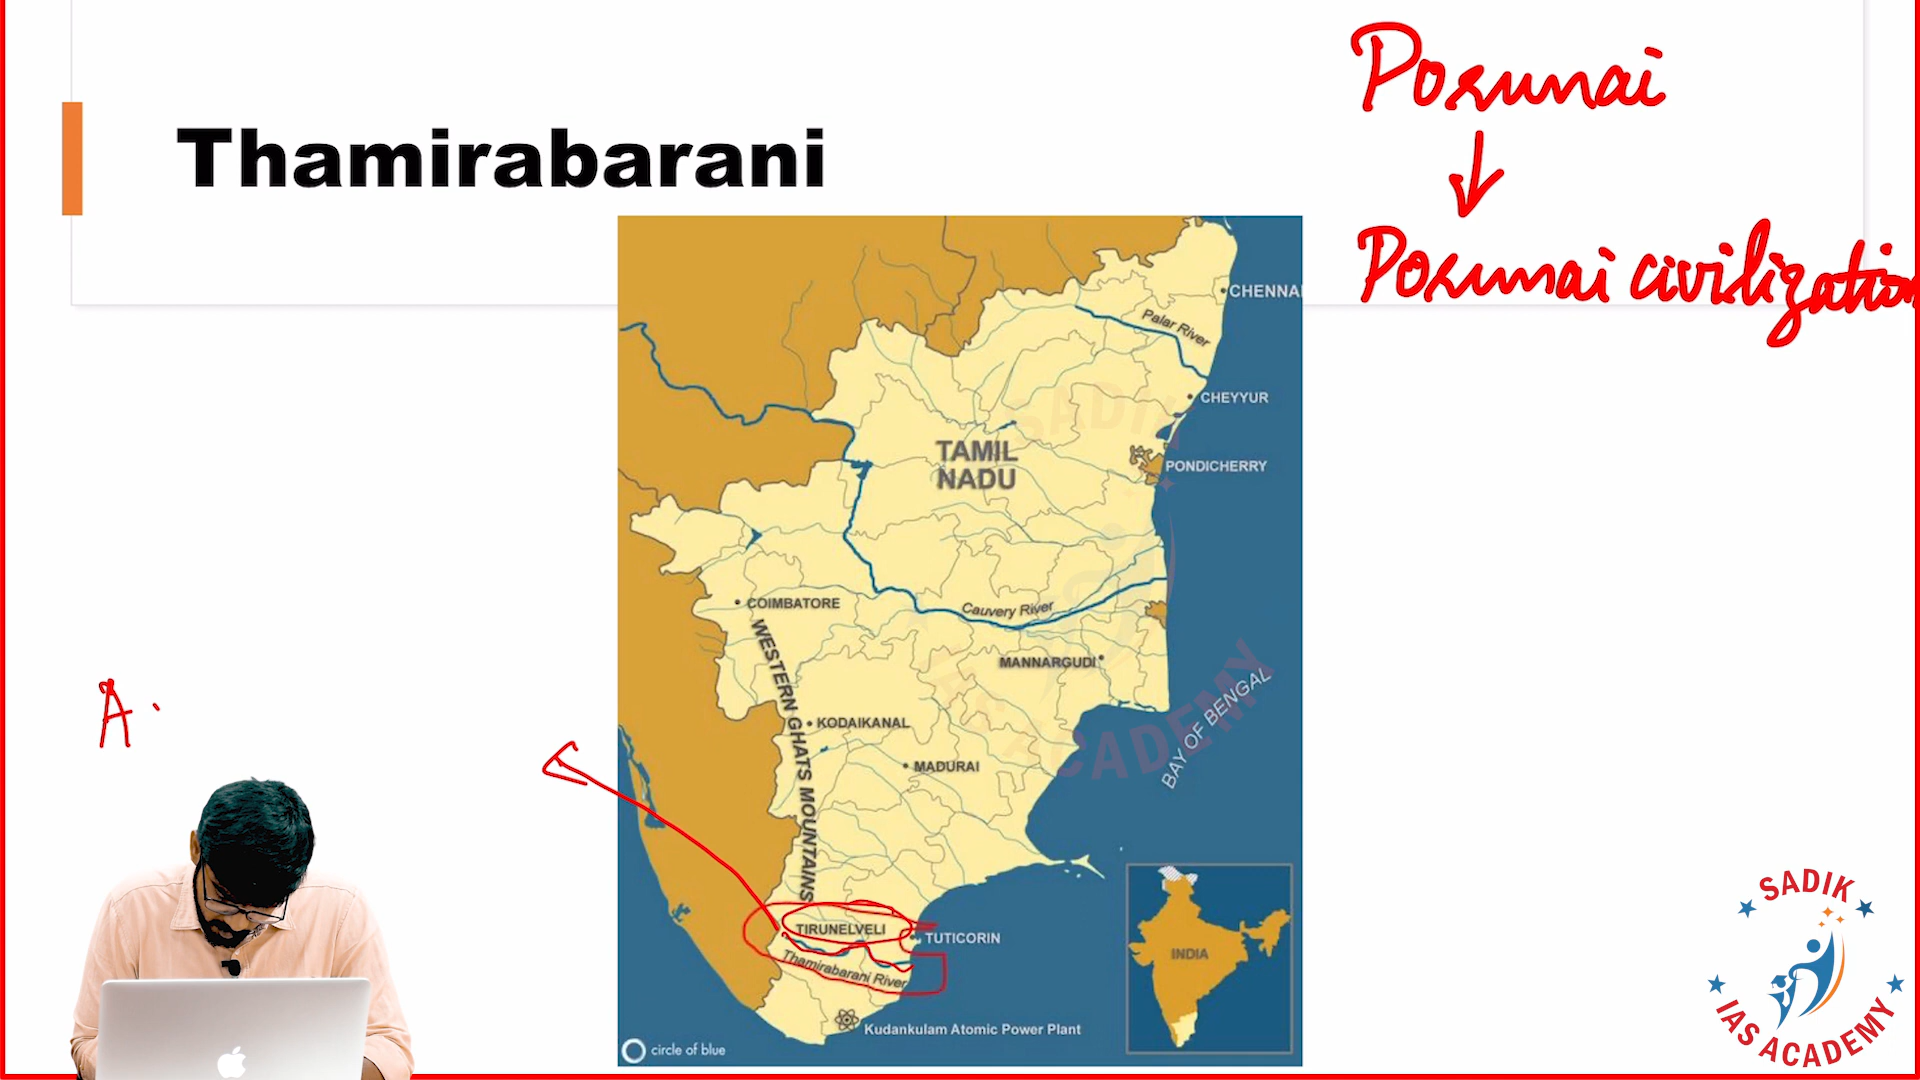 Porunai
Thamirabarani
Porunai civilization
CHENNAI
Palar River
CHEYYUR
SADIK
TAMIL
NADU
PONDICHERRY
COIMBATORE
Cauvery River
WESTERN GHATS MOUNTAINS
MANNARGUDI
BAY OF BENGAL
A.
KODAIKANAL
ACADEMY
MADURAI
TIRUNELVELI
TUTICORIN
Thamirabarani River
INDIA
Kudankulam Atomic Power Plant
circle of blue
SADIK
IAS ACADEMY